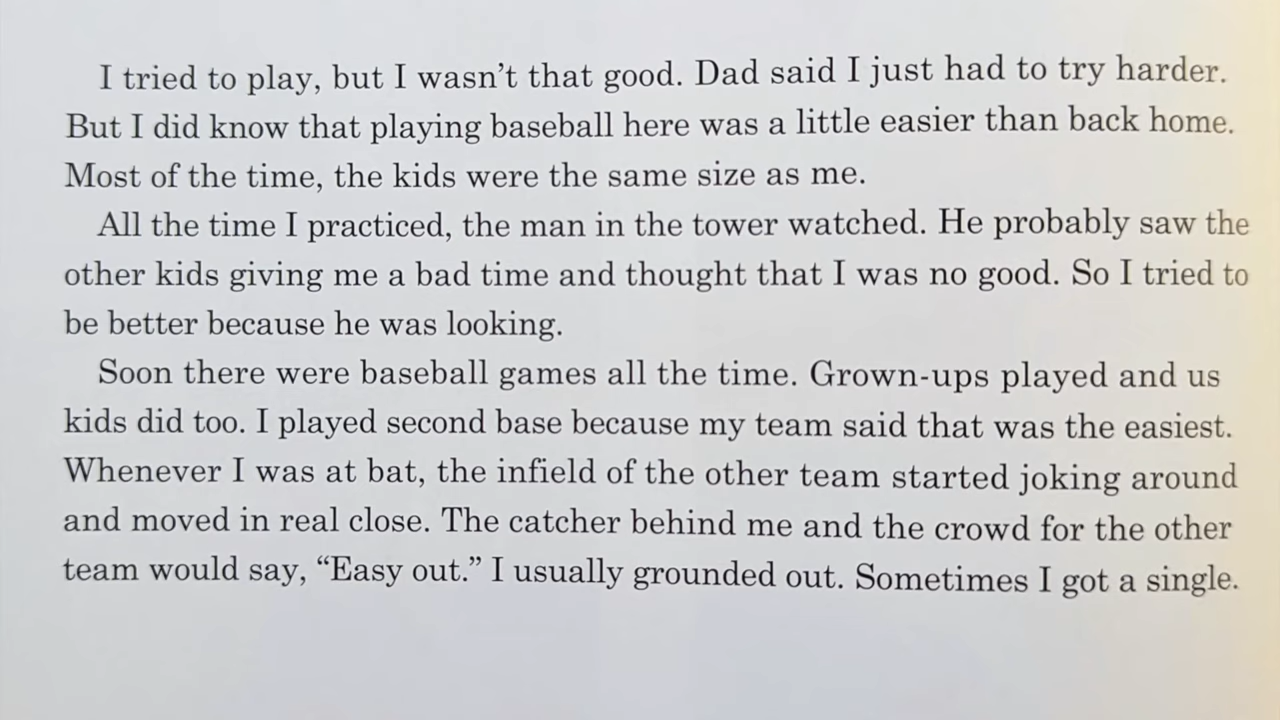 I tried to play, but I wasn’t that good. Dad said I just had to try harder.
But I did know that playing baseball here was a little easier than back home.
Most of the time, the kids were the same size as me.
All the time I practiced, the man in the tower watched. He probably saw the
other kids giving me a bad time and thought that I was no good. So I tried to
be better because he was looking.
Soon there were baseball games all the time. Grown-ups played and us
kids did too. I played second base because my team said that was the easiest.
Whenever I was at bat, the infield of the other team started joking around
and moved in real close. The catcher behind me and the crowd for the other
team would say, “Easy out.” I usually grounded out. Sometimes I got a single.